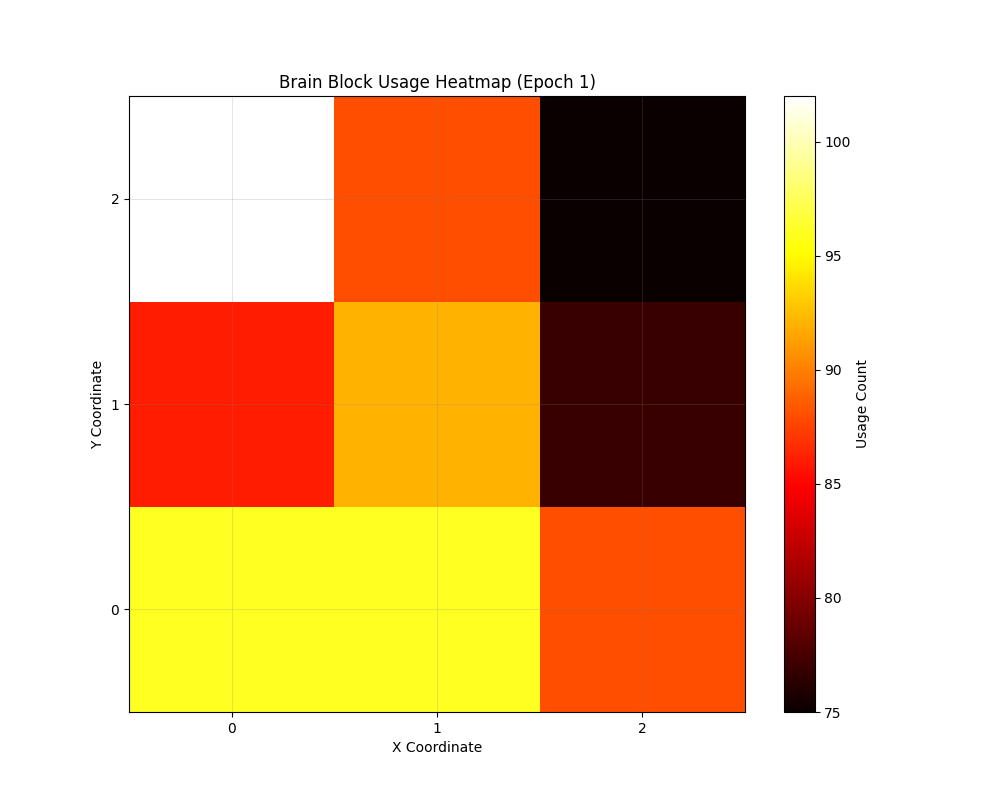 Brain Block Usage Heatmap (Epoch 1)
2
1
0
Y Coordinate
0 1 2
X Coordinate
100
95
90
85
80
75
Usage Count